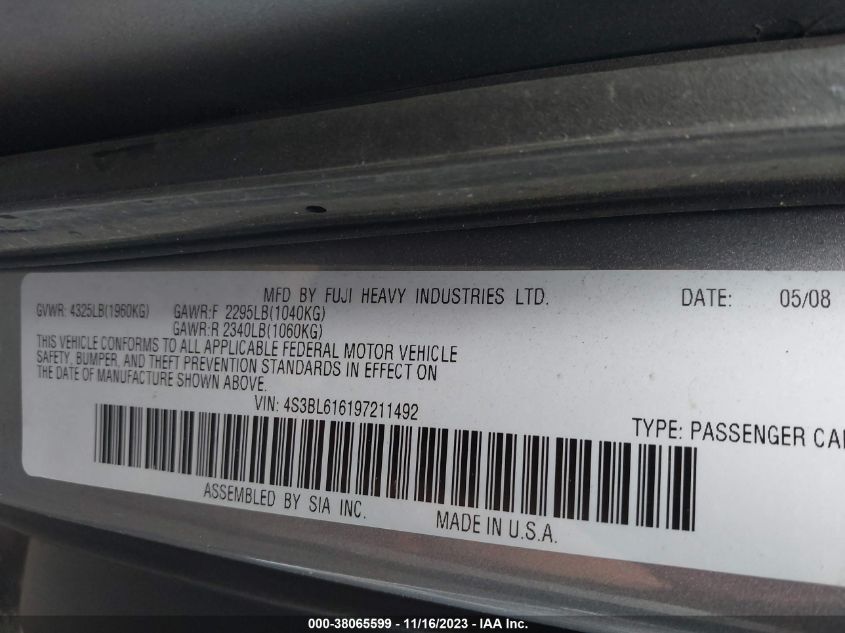 MFD BY FUJI HEAVY INDUSTRIES LTD. DATE: 05/08
GVWR: 4325LB(1960KG) GAWR:F 2295LB(1040KG)
GAWR:R 2340LB(1060KG)
THIS VEHICLE CONFORMS TO ALL APPLICABLE FEDERAL MOTOR VEHICLE
SAFETY, BUMPER, AND THEFT PREVENTION STANDARDS IN EFFECT ON
THE DATE OF MANUFACTURE SHOWN ABOVE.
VIN: 4S3BL616197211492
TYPE: PASSENGER CAR
ASSEMBLED BY SIA INC.
MADE IN U.S.A.
000-38065599 - 11/16/2023 - IAA Inc.